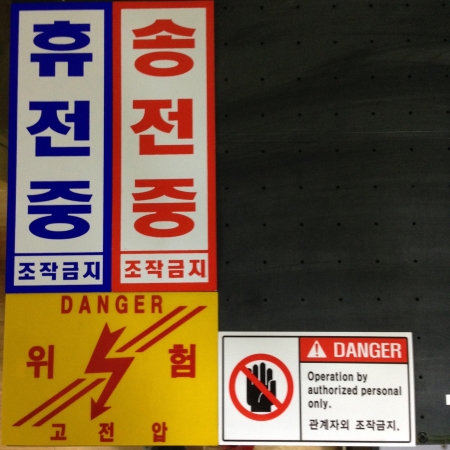 휴전중
조작금지
송전중
조작금지
DANGER
위험
고전압
DANGER
Operation by
authorized personal
only.
관계자외 조작금지.